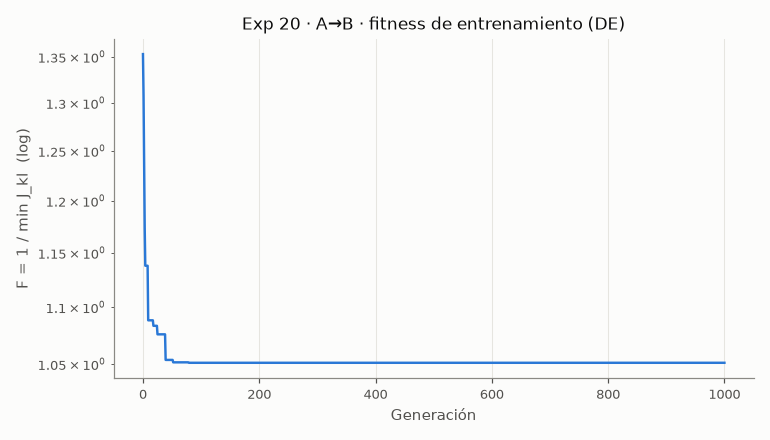 Exp 20 · A→B · fitness de entrenamiento (DE)
1.35 × 10⁰
1.3 × 10⁰
1.25 × 10⁰
1.2 × 10⁰
1.15 × 10⁰
1.1 × 10⁰
1.05 × 10⁰
F = 1 / min J_kl (log)
0 200 400 600 800 1000
Generación